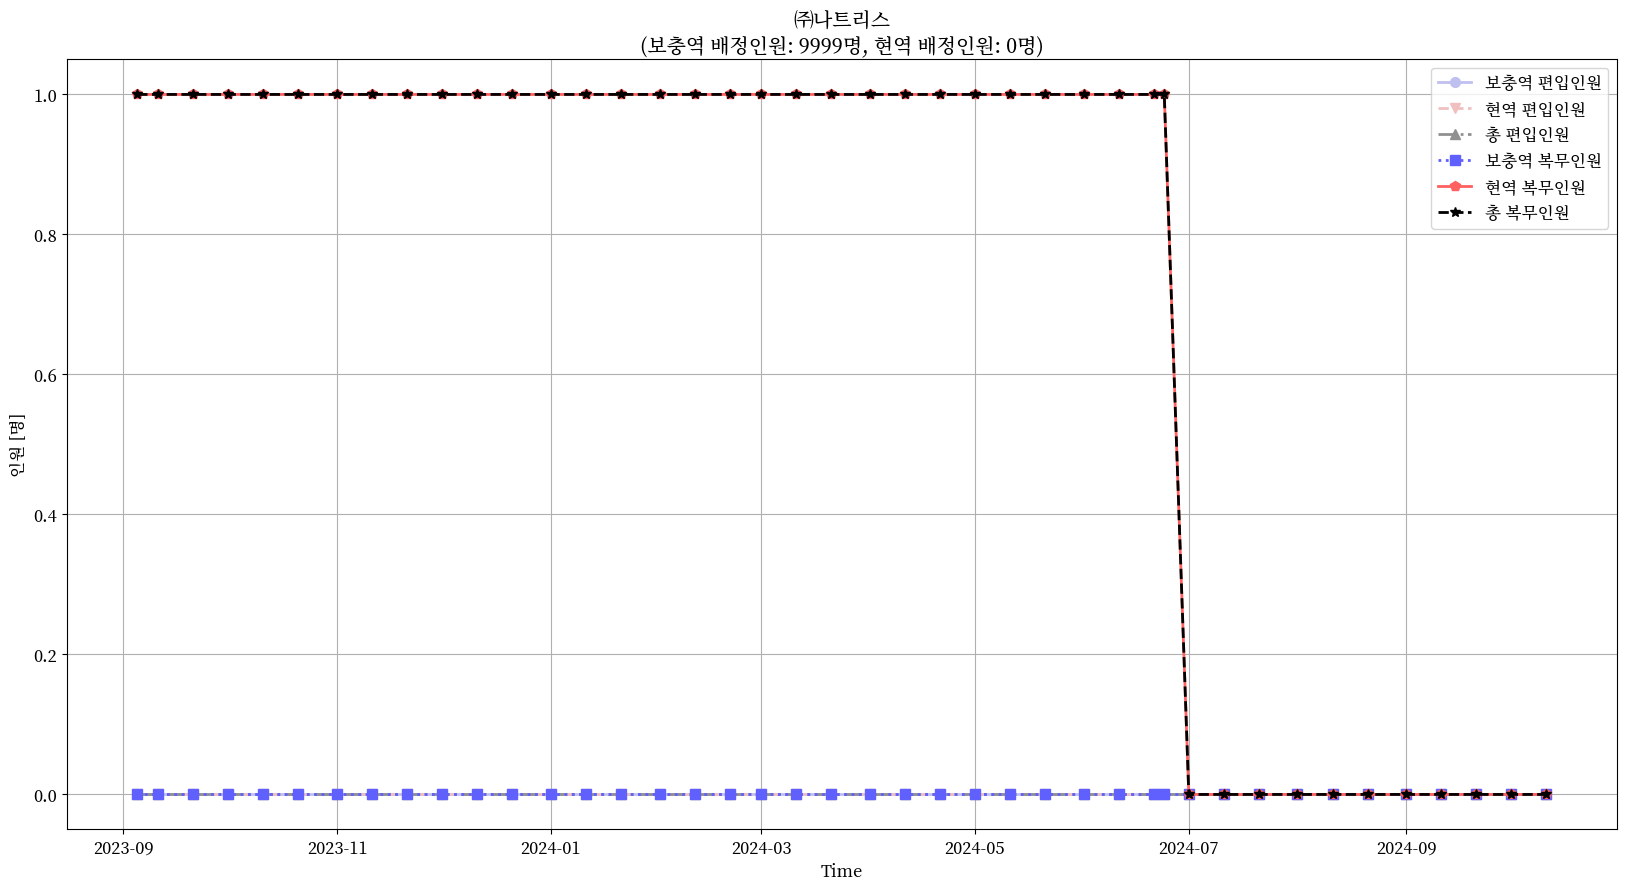 ㈜나트리스
(보충역 배정인원: 9999명, 현역 배정인원: 0명)
보충역 편입인원
현역 편입인원
총 편입인원
보충역 복무인원
현역 복무인원
총 복무인원
인원 [명]
1.0
0.8
0.6
0.4
0.2
0.0
2023-09
2023-11
2024-01
2024-03
2024-05
2024-07
2024-09
Time